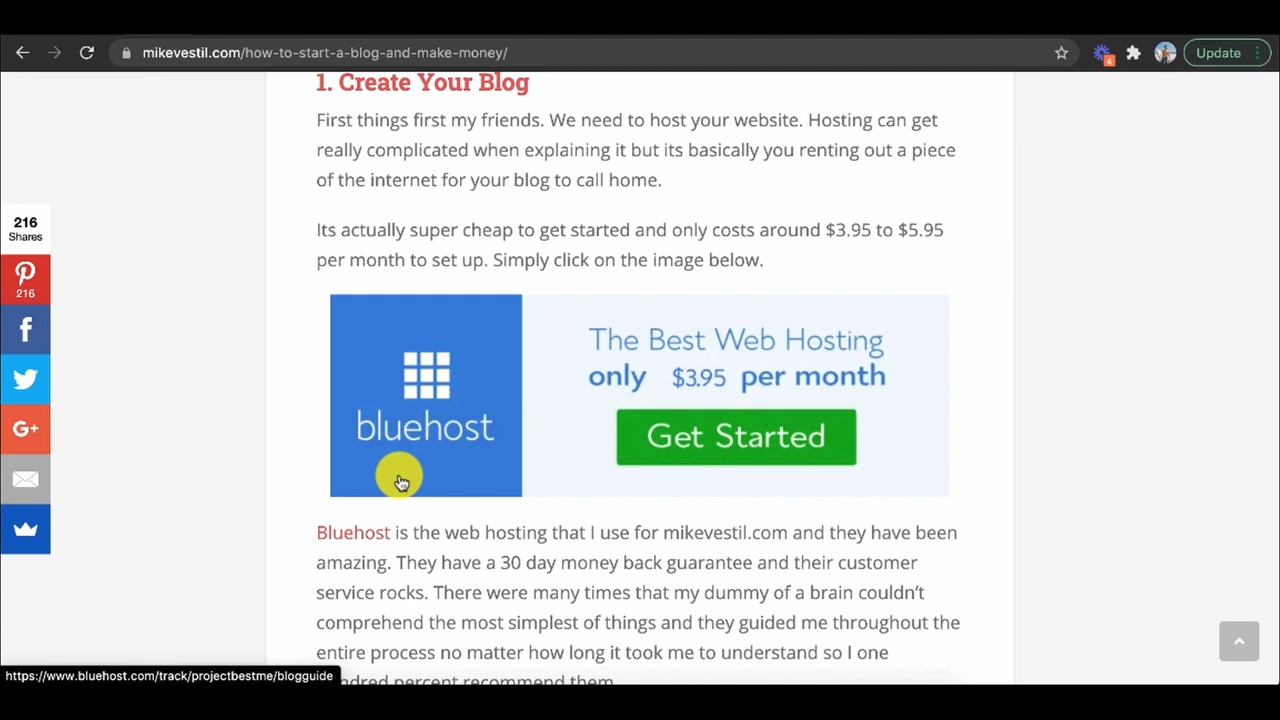 mikevestil.com/how-to-start-a-blog-and-make-money/
4
Update
1. Create Your Blog
First things first my friends. We need to host your website. Hosting can get
really complicated when explaining it but its basically you renting out a piece
of the internet for your blog to call home.
216
Shares
Its actually super cheap to get started and only costs around $3.95 to $5.95
per month to set up. Simply click on the image below.
216
f
G+
bluehost
The Best Web Hosting
only $3.95 per month
Get Started
Bluehost is the web hosting that I use for mikevestil.com and they have been
amazing. They have a 30 day money back guarantee and their customer
service rocks. There were many times that my dummy of a brain couldn't
comprehend the most simplest of things and they guided me throughout the
entire process no matter how long it took me to understand so I one
percent recommend them
https://www.bluehost.com/track/projectbestme/blogguide